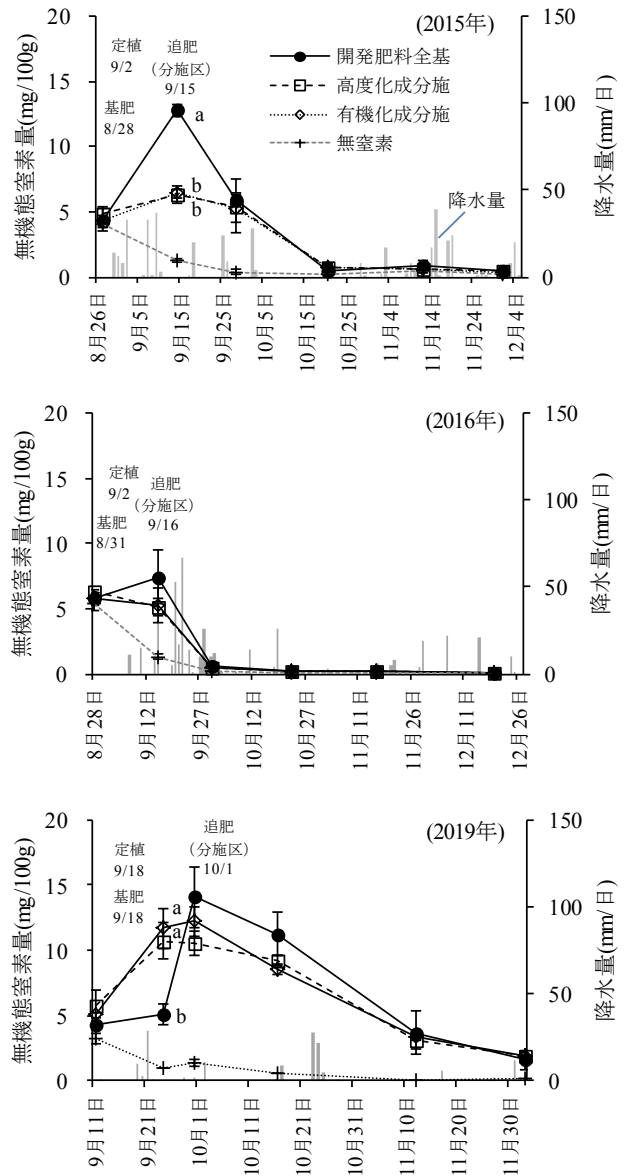 (2015年)
無機態窒素量(mg/100g)
20
15
10
5
0
定植
9/2
基肥
8/28
追肥
(分施区)
9/15
a
b
b
開発肥料全基
高度化成分施
有機化成分施
無窒素
降水量
150
100
50
0
降水量(mm/日)
8月26日
9月5日
9月15日
9月25日
10月5日
10月15日
10月25日
11月4日
11月14日
11月24日
12月4日
(2016年)
無機態窒素量(mg/100g)
20
15
10
5
0
定植
9/2
基肥
8/31
追肥
(分施区)
9/16
150
100
50
0
降水量(mm/日)
8月28日
9月12日
9月27日
10月12日
10月27日
11月11日
11月26日
12月11日
12月26日
(2019年)
無機態窒素量(mg/100g)
20
15
10
5
0
定植
9/18
基肥
9/18
追肥
(分施区)
10/1
a
a
b
150
100
50
0
降水量(mm/日)
9月11日
9月21日
10月1日
10月11日
10月21日
10月31日
11月10日
11月20日
11月30日